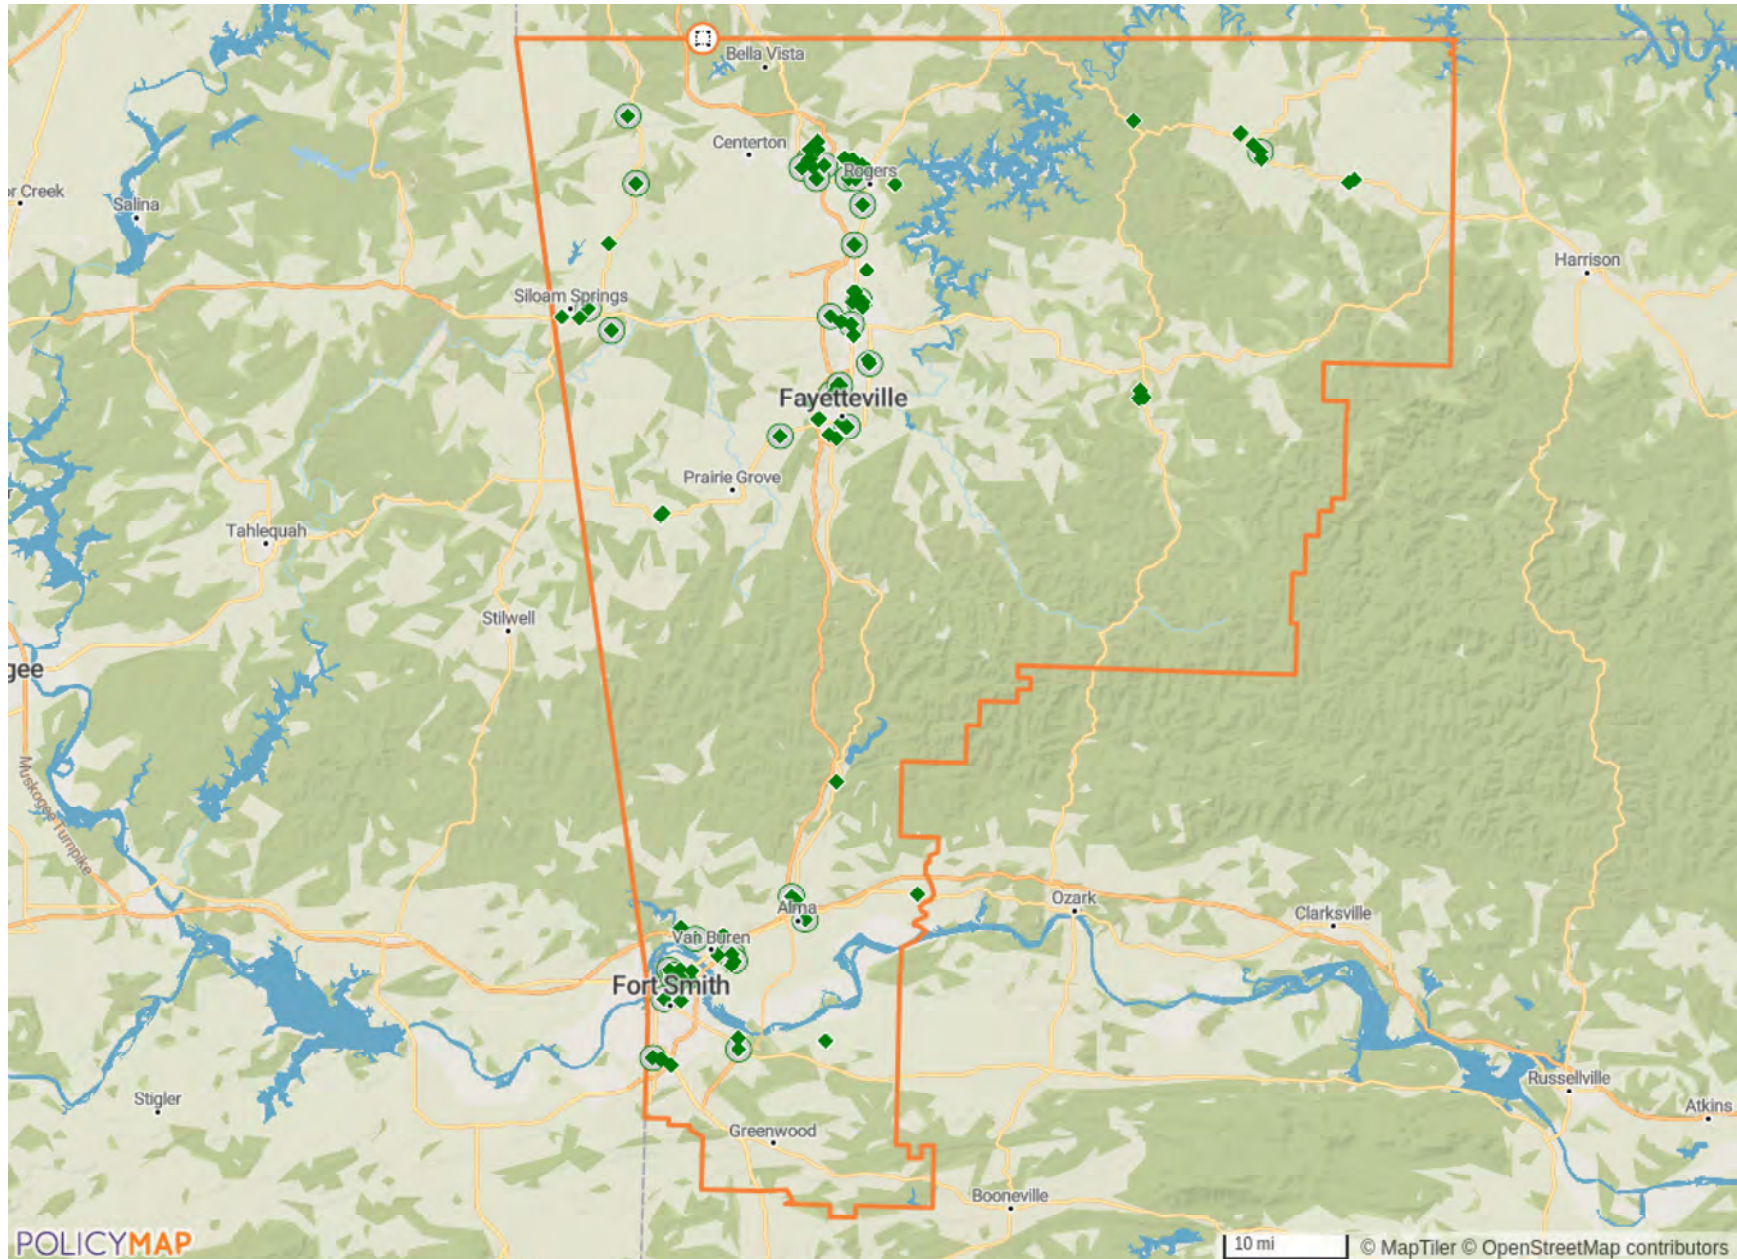 Bella Vista
Centerton
Rogers
or Creek
Salina
Harrison
Siloam Springs
Fayetteville
Prairie Grove
Tahlequah
Stilwell
gee
Muskogee Turnpike
Alma
Ozark
Clarksville
Van Buren
Fort Smith
Russellville
Stigler
Atkins
Greenwood
Booneville
POLICYMAP
10 mi
© MapTiler © OpenStreetMap contributors